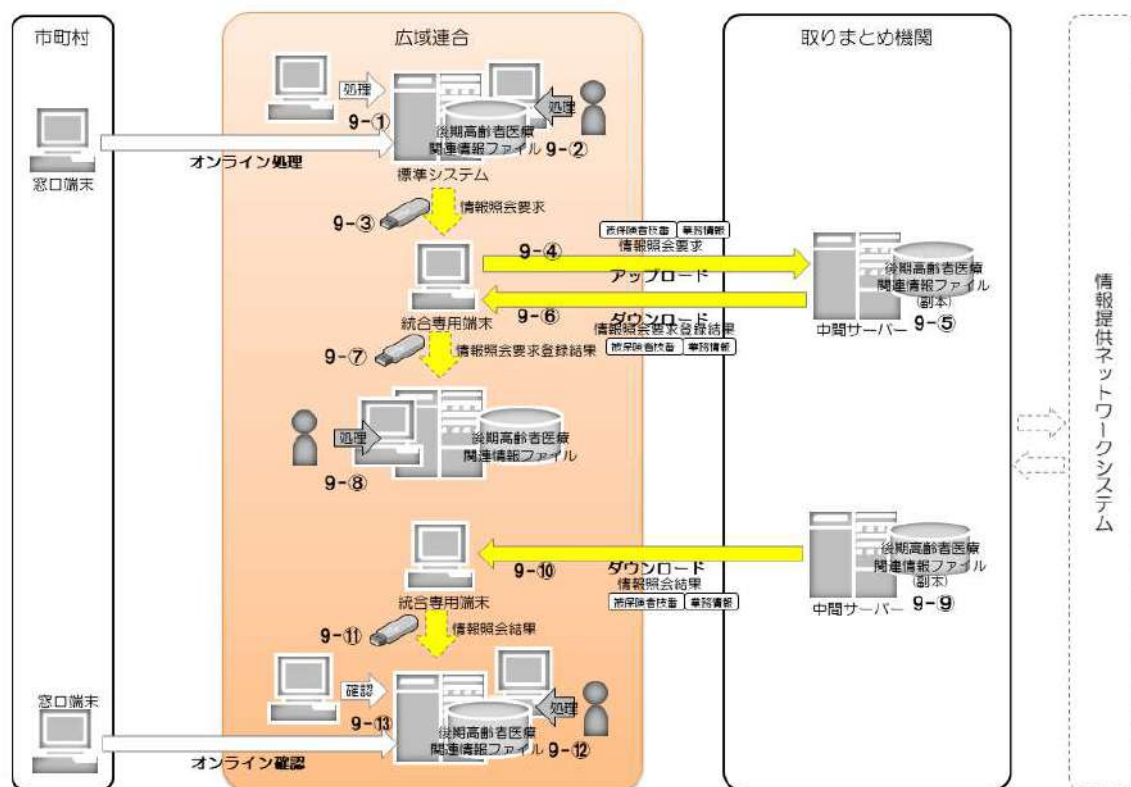 市町村
広域連合
取りまとめ機関
処理
9-①
後期高齢者医療
関連情報ファイル
処理
9-②
標準システム
窓口端末
オンライン処理
9-③
情報照会要求
9-④
被保険者枝番
業務情報
情報照会要求
アップロード
統合専用端末
ダウンロード
9-⑥
情報照会要求登録結果
被保険者枝番
業務情報
後期高齢者医療
関連情報ファイル
(副本)
中間サーバー
9-⑤
9-⑦
情報照会要求登録結果
処理
9-⑧
後期高齢者医療
関連情報ファイル
情報提供ネットワークシステム
統合専用端末
9-⑩
ダウンロード
情報照会結果
被保険者枝番
業務情報
後期高齢者医療
関連情報ファイル
(副本)
中間サーバー
9-⑨
9-⑪
情報照会結果
窓口端末
確認
9-⑬
後期高齢者医療
関連情報ファイル
処理
9-⑫
オンライン確認